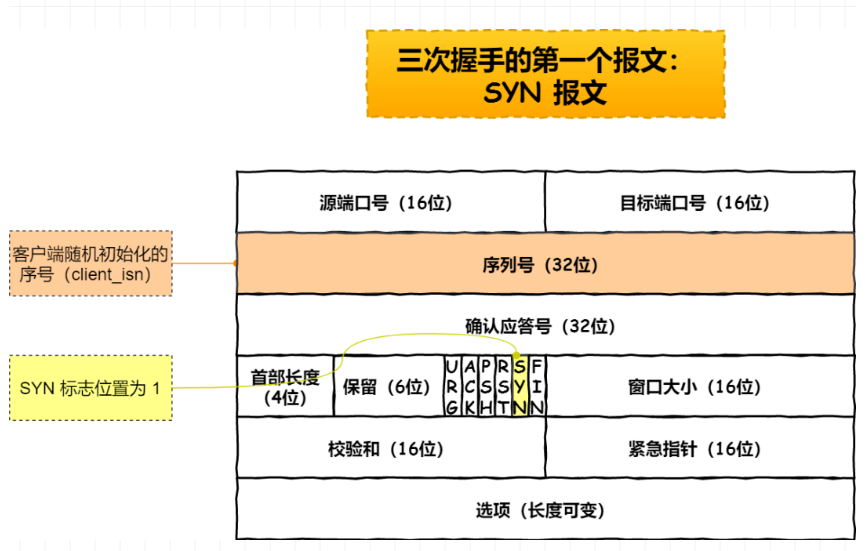 三次握手的第一个报文：
SYN 报文
源端口号（16位）
目标端口号（16位）
客户端随机初始化的
序号（client_isn）
序列号（32位）
确认应答号（32位）
SYN 标志位置为 1
首部长度
（4位）
保留（6位）
URG
ACK
PSH
RST
SYN
FIN
窗口大小（16位）
校验和（16位）
紧急指针（16位）
选项（长度可变）